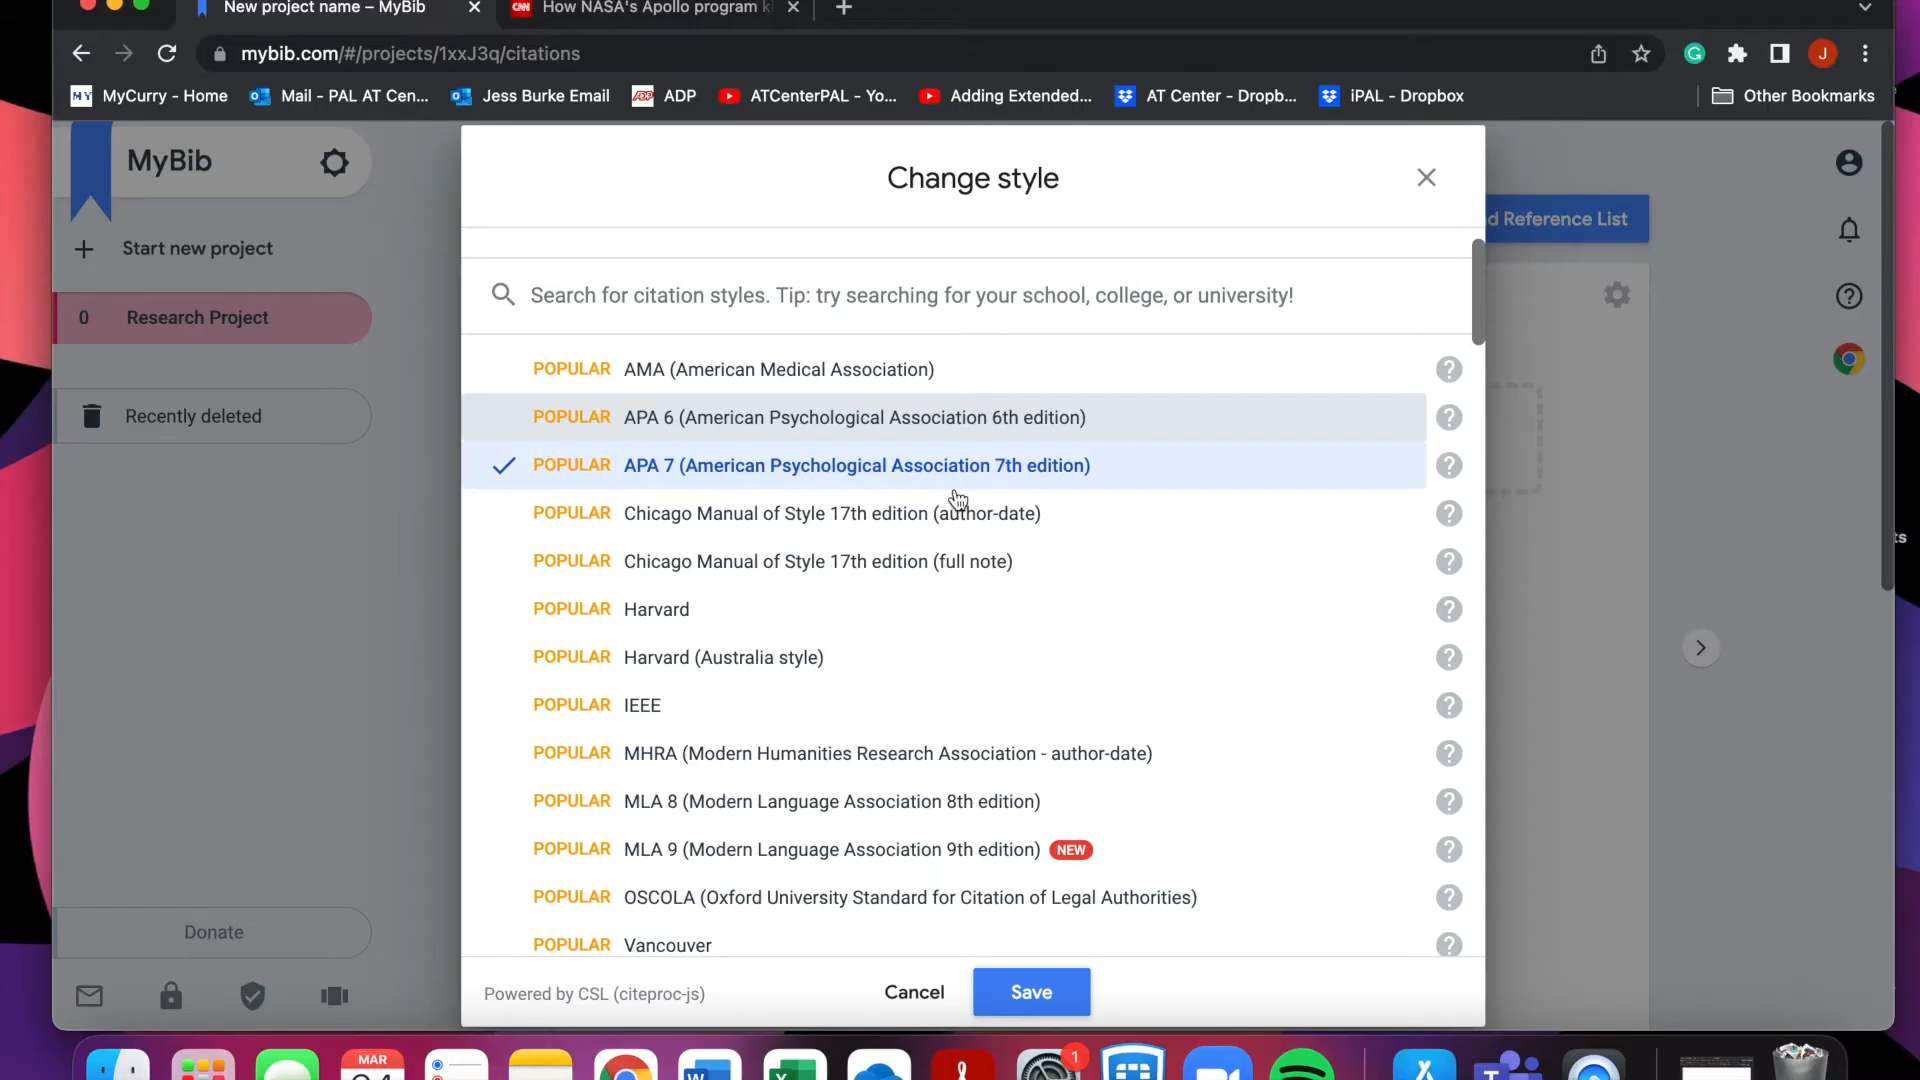 New project name – MyBib
CNN How NASA's Apollo program k
mybib.com/#/projects/1xxJ3q/citations
J
MY MyCurry - Home
Mail - PAL AT Cen...
Jess Burke Email
ADP ADP
ATCenterPAL - Yo...
Adding Extended...
AT Center - Dropb...
iPAL - Dropbox
Other Bookmarks
MyBib
Start new project
0 Research Project
Recently deleted
Donate
d Reference List
ts
Change style
Search for citation styles. Tip: try searching for your school, college, or university!
POPULAR AMA (American Medical Association)
POPULAR APA 6 (American Psychological Association 6th edition)
POPULAR APA 7 (American Psychological Association 7th edition)
POPULAR Chicago Manual of Style 17th edition (author-date)
POPULAR Chicago Manual of Style 17th edition (full note)
POPULAR Harvard
POPULAR Harvard (Australia style)
POPULAR IEEE
POPULAR MHRA (Modern Humanities Research Association - author-date)
POPULAR MLA 8 (Modern Language Association 8th edition)
POPULAR MLA 9 (Modern Language Association 9th edition) NEW
POPULAR OSCOLA (Oxford University Standard for Citation of Legal Authorities)
POPULAR Vancouver
Powered by CSL (citeproc-js)
Cancel
Save
MAR
W
X
1
T